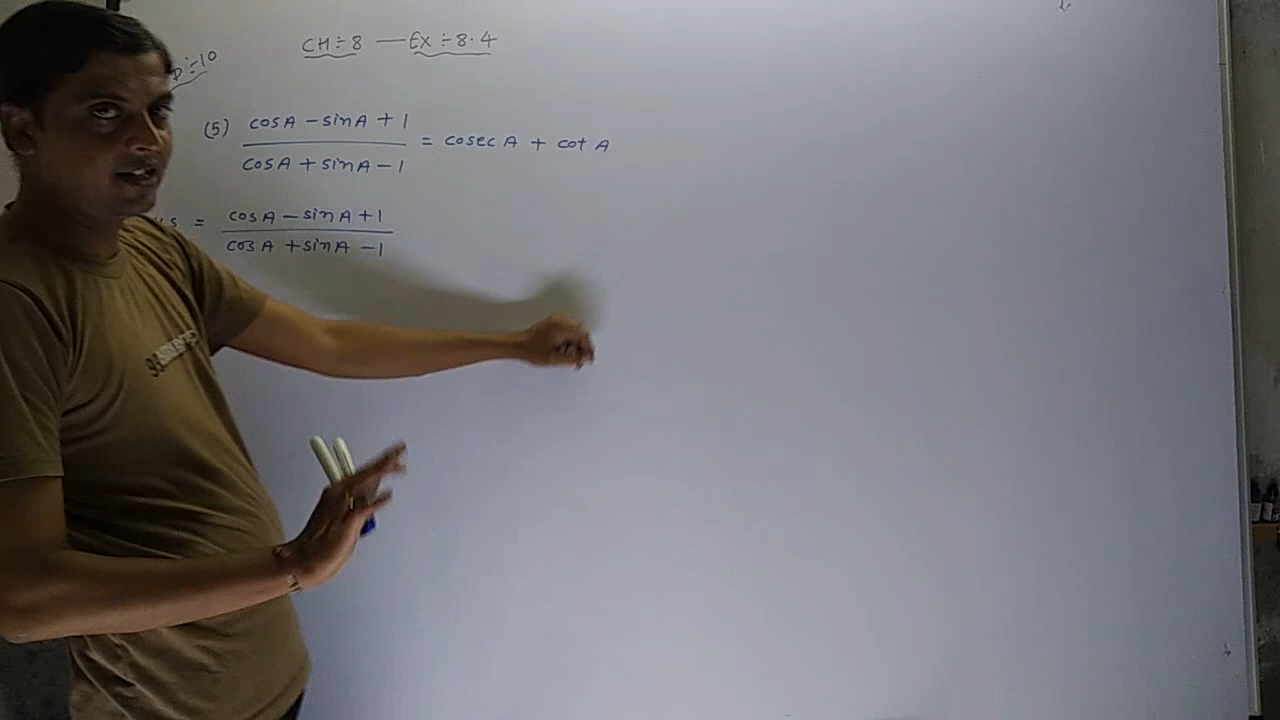 CH÷8 — EX÷8.4
÷10
(5) cosA - sinA + 1 / cosA + sinA - 1 = cosec A + cot A
= cosA - sinA + 1 / cosA + sinA - 1